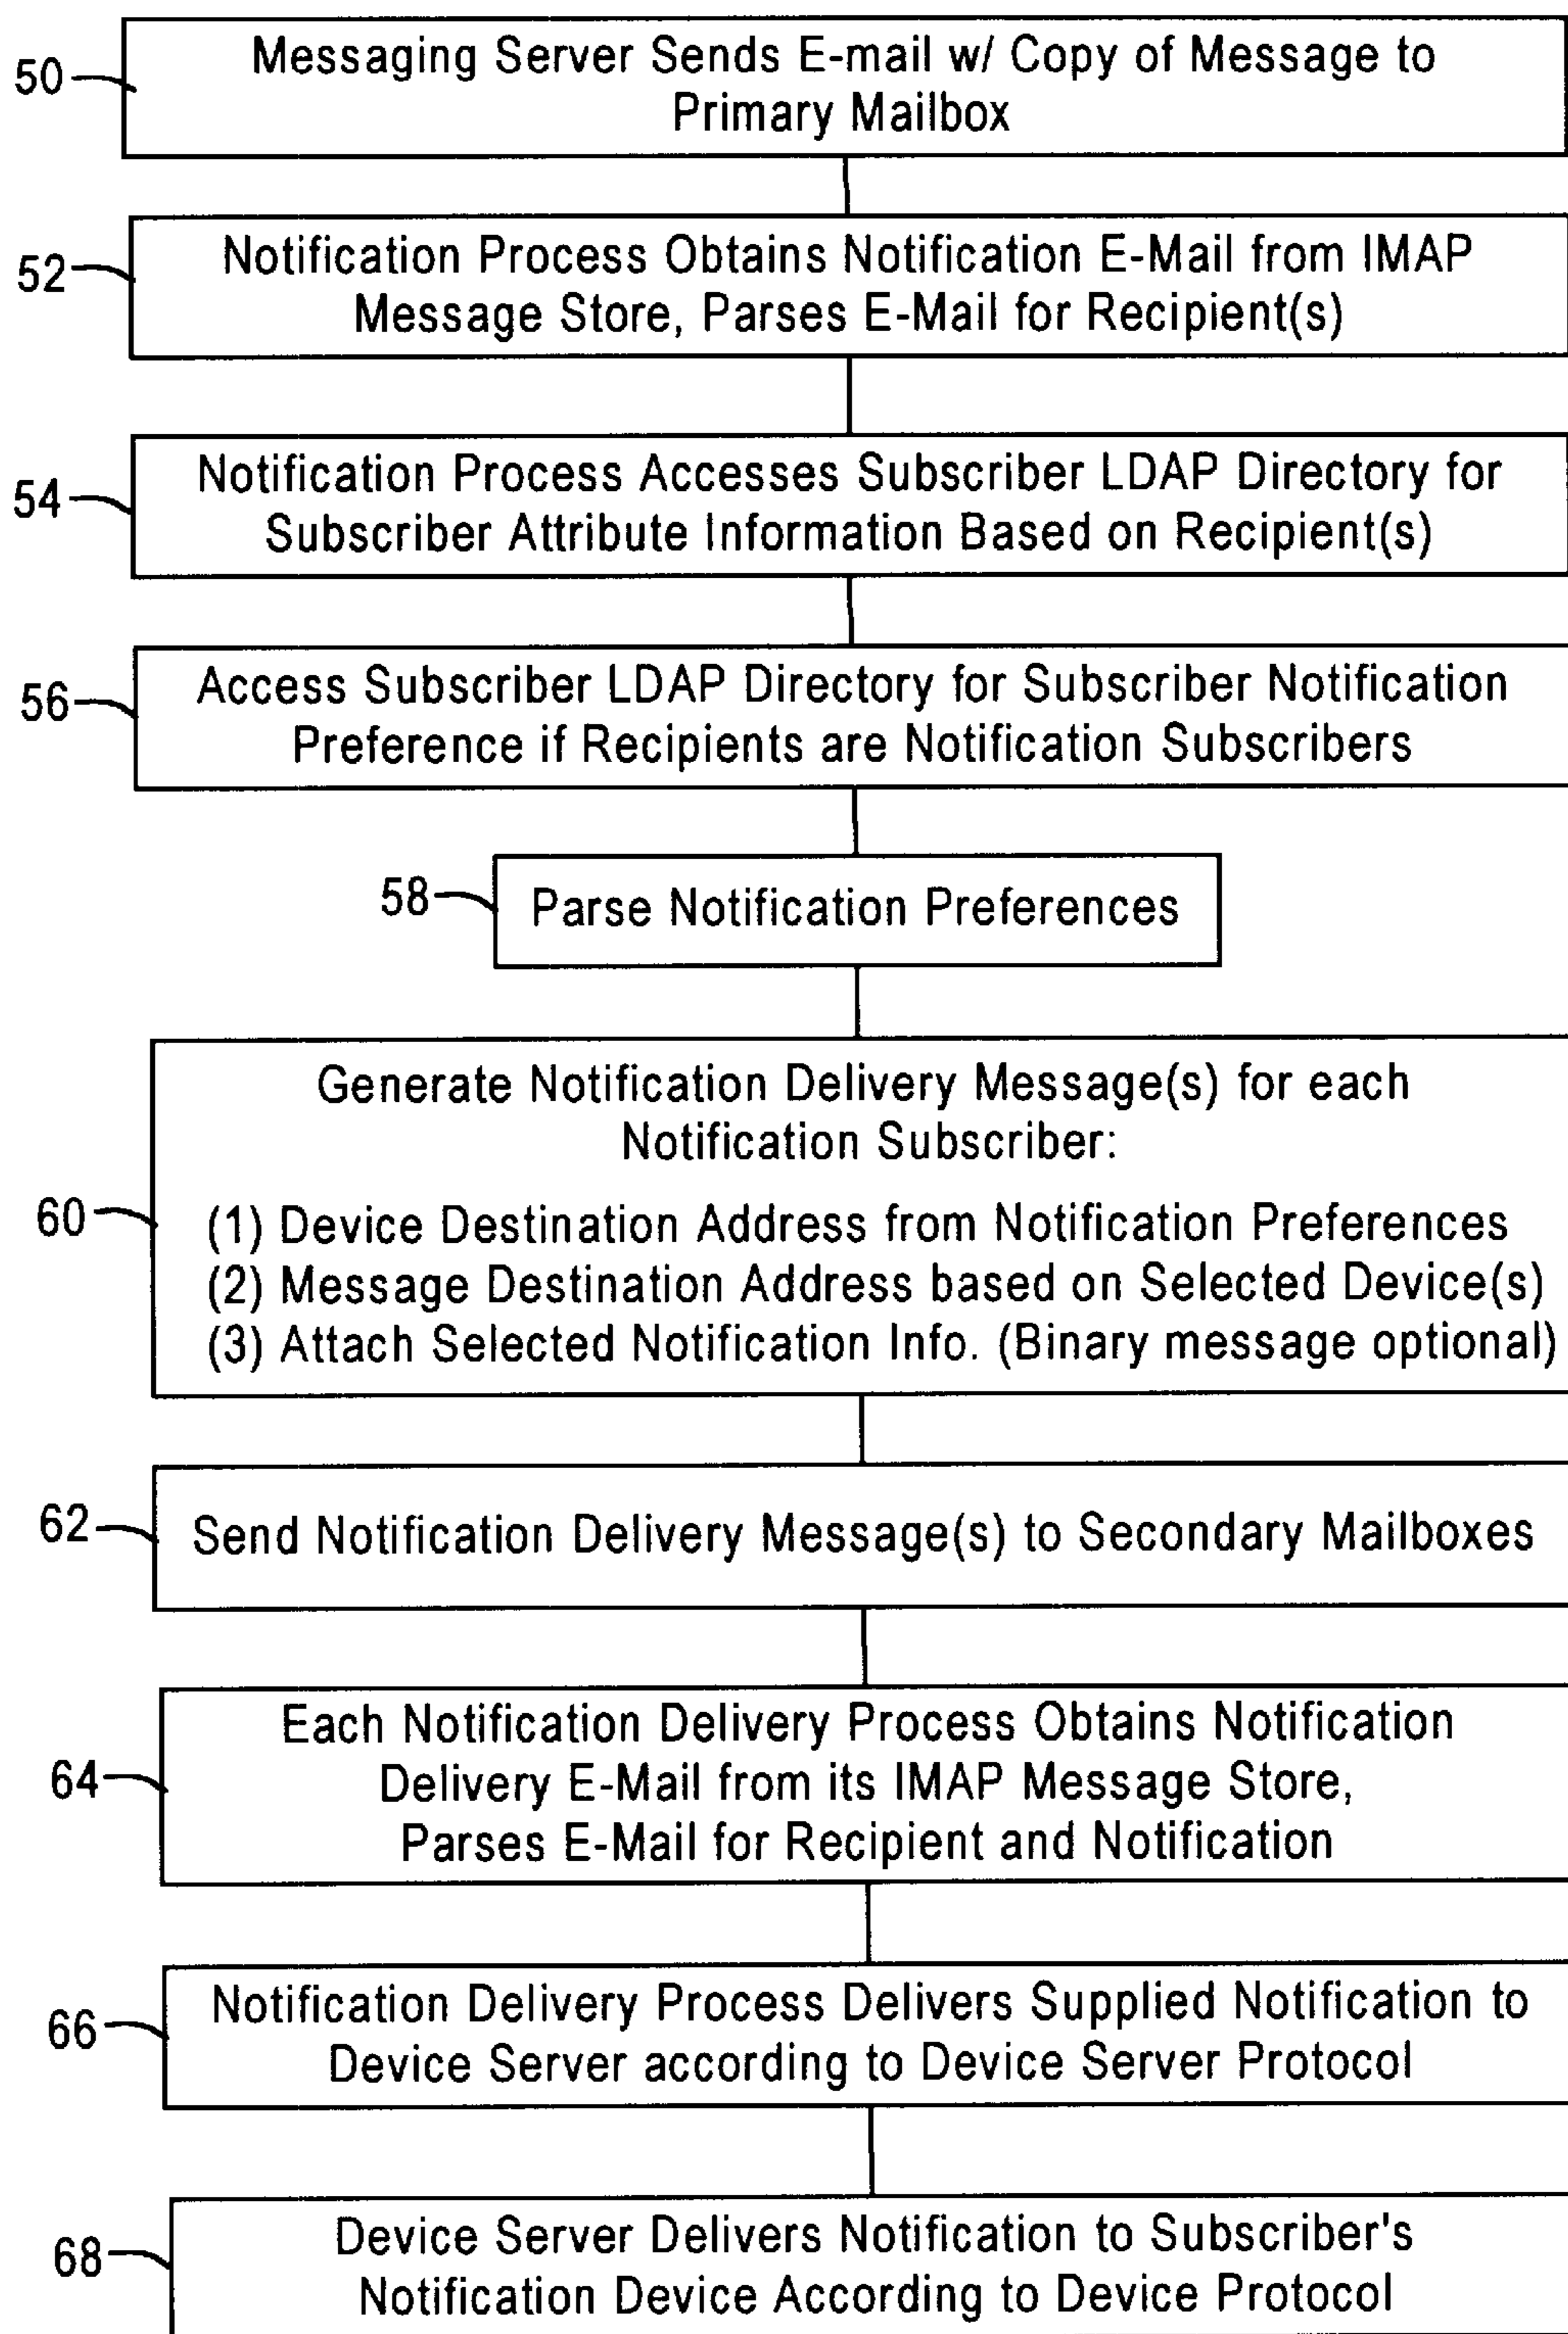 50
Messaging Server Sends E-mail w/ Copy of Message to
Primary Mailbox
52
Notification Process Obtains Notification E-Mail from IMAP
Message Store, Parses E-Mail for Recipient(s)
54
Notification Process Accesses Subscriber LDAP Directory for
Subscriber Attribute Information Based on Recipient(s)
56
Access Subscriber LDAP Directory for Subscriber Notification
Preference if Recipients are Notification Subscribers
58
Parse Notification Preferences
60
Generate Notification Delivery Message(s) for each
Notification Subscriber:
(1) Device Destination Address from Notification Preferences
(2) Message Destination Address based on Selected Device(s)
(3) Attach Selected Notification Info. (Binary message optional)
62
Send Notification Delivery Message(s) to Secondary Mailboxes
64
Each Notification Delivery Process Obtains Notification
Delivery E-Mail from its IMAP Message Store,
Parses E-Mail for Recipient and Notification
66
Notification Delivery Process Delivers Supplied Notification to
Device Server according to Device Server Protocol
68
Device Server Delivers Notification to Subscriber's
Notification Device According to Device Protocol